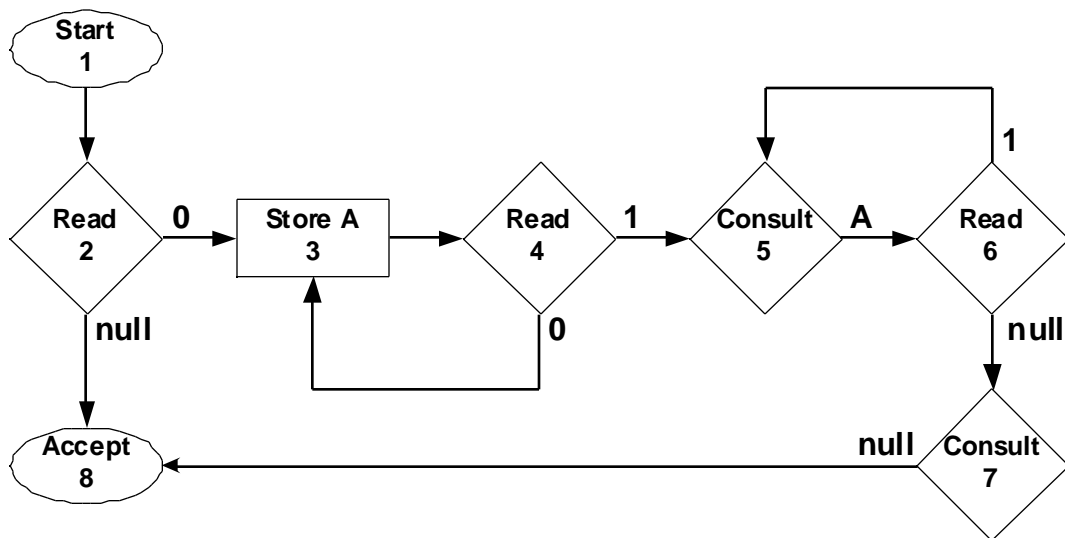 Start
1
1
Read
2
0
Store A
3
Read
4
1
Consult
5
A
Read
6
null
0
null
Accept
8
null
Consult
7